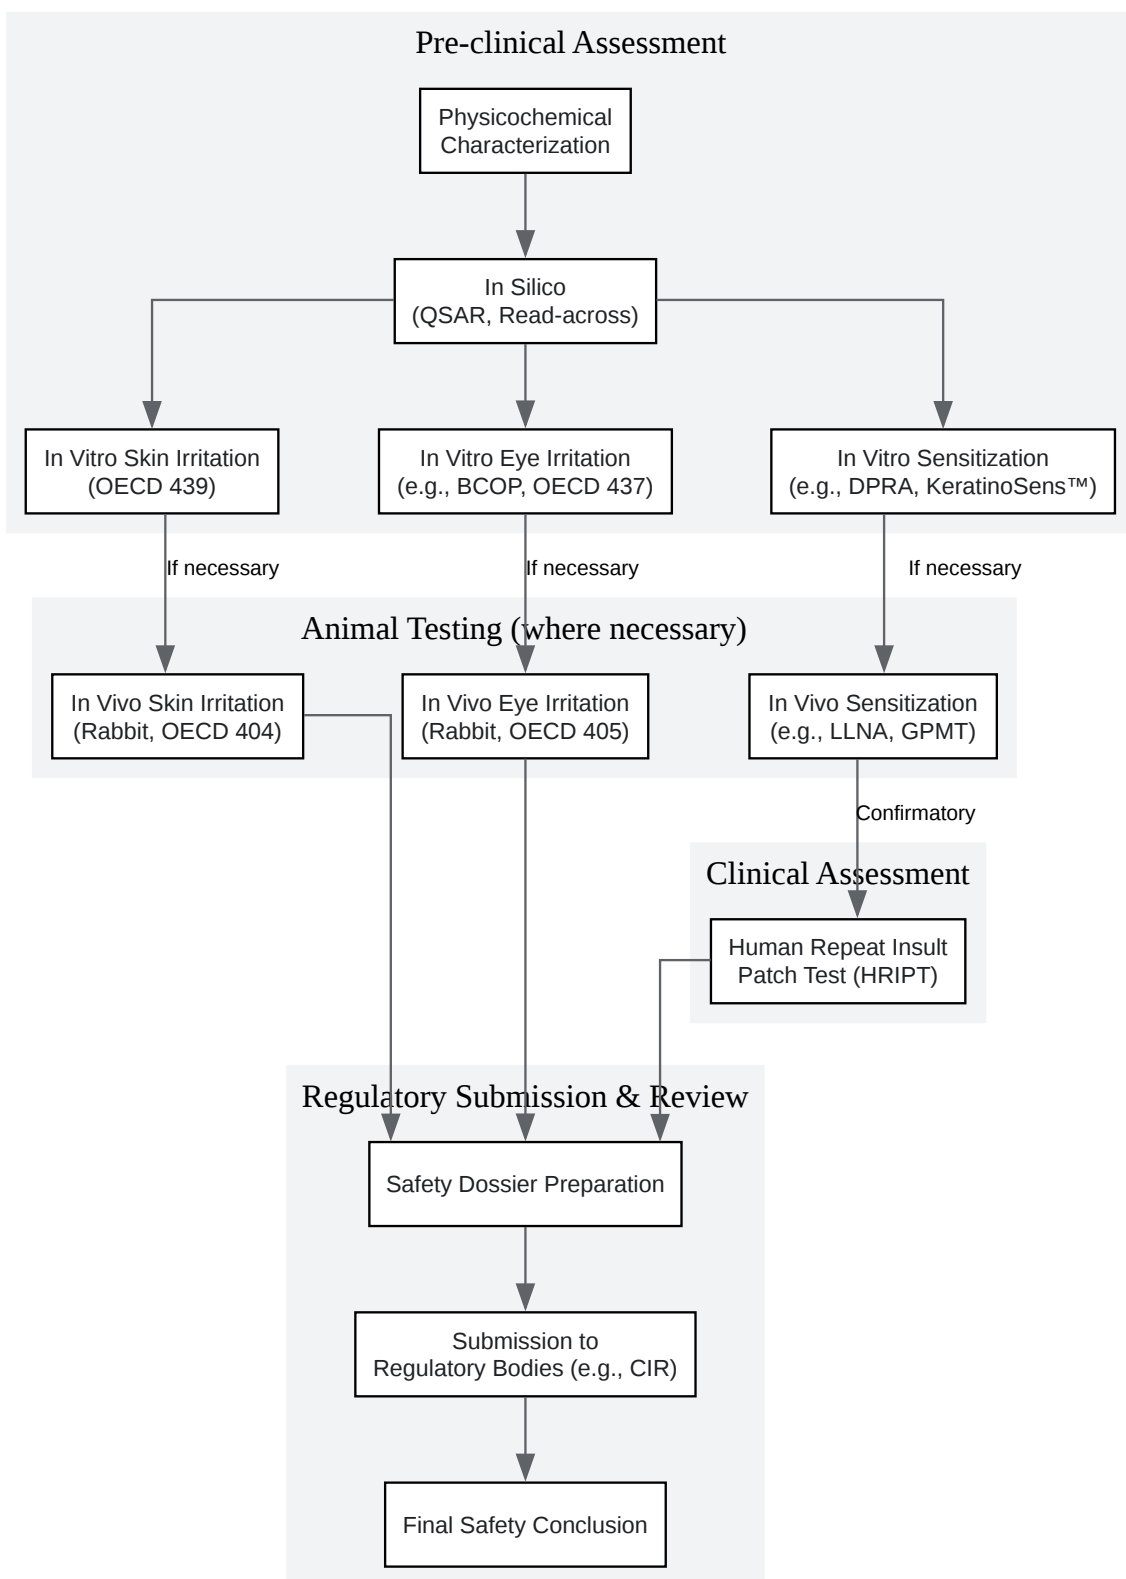 Pre-clinical Assessment
Physicochemical
Characterization
In Silico
(QSAR, Read-across)
In Vitro Skin Irritation
(OECD 439)
In Vitro Eye Irritation
(e.g., BCOP, OECD 437)
In Vitro Sensitization
(e.g., DPRA, KeratinoSens™)
If necessary
If necessary
If necessary
Animal Testing (where necessary)
In Vivo Skin Irritation
(Rabbit, OECD 404)
In Vivo Eye Irritation
(Rabbit, OECD 405)
In Vivo Sensitization
(e.g., LLNA, GPMT)
Confirmatory
Clinical Assessment
Human Repeat Insult
Patch Test (HRIPT)
Regulatory Submission & Review
Safety Dossier Preparation
Submission to
Regulatory Bodies (e.g., CIR)
Final Safety Conclusion